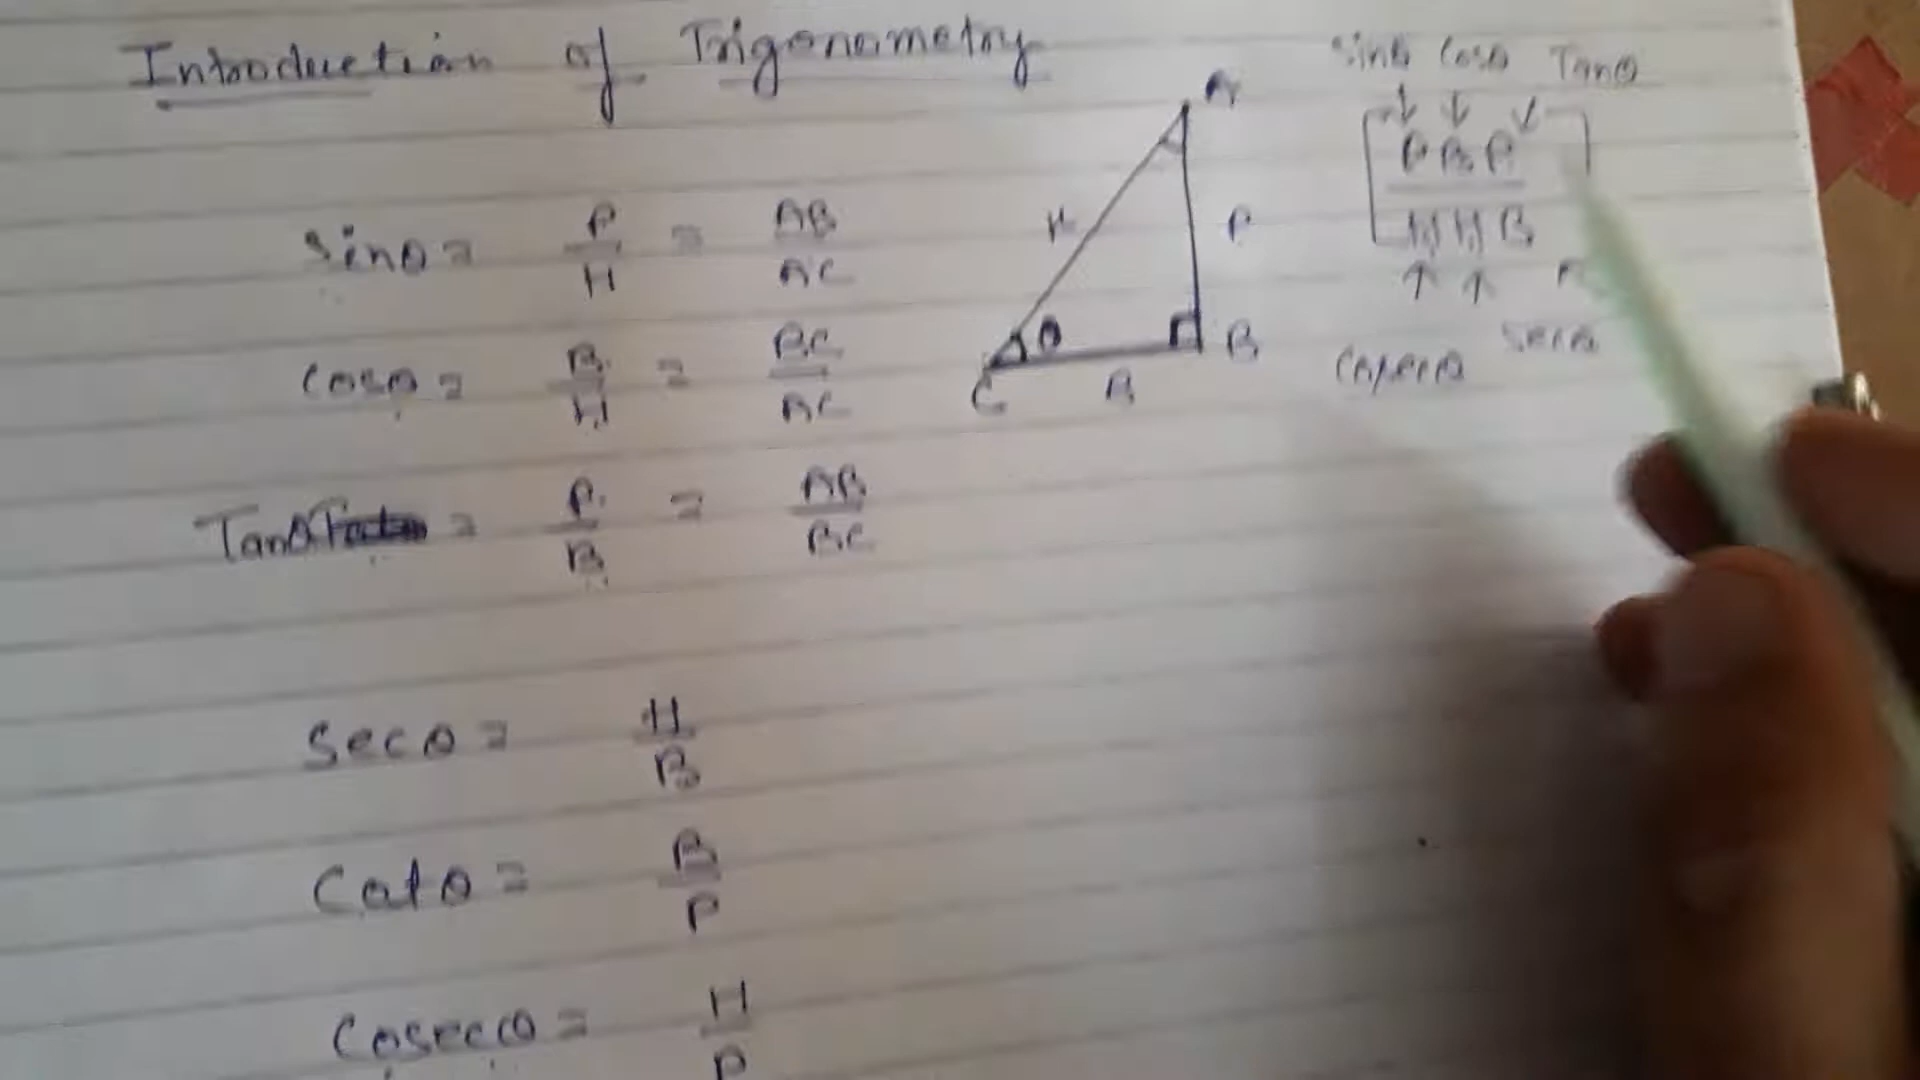 Introduction of Trigonometry
Sinθ = P/H = AB/AC
Cosθ = B/H = BC/AC
Tanθ = P/B = AB/BC
Secθ = H/B
Cotθ = B/P
Cosecθ = H/P
A
H
P
θ
C
B
B
Sinθ Cosθ Tanθ
P B P
H H B
Cosecθ Secθ